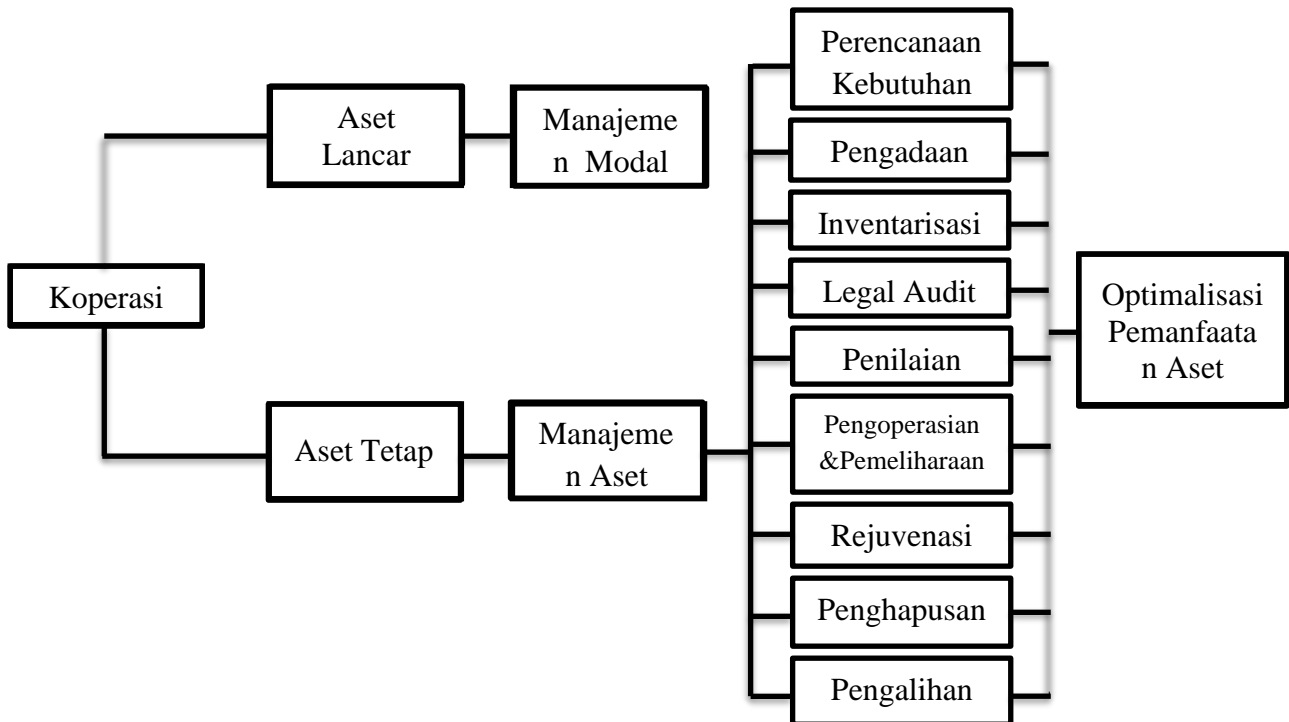 Koperasi
Aset
Lancar
Manajeme
n Modal
Aset Tetap
Manajeme
n Aset
Perencanaan
Kebutuhan
Pengadaan
Inventarisasi
Legal Audit
Penilaian
Pengoperasian
&Pemeliharaan
Rejuvenasi
Penghapusan
Pengalihan
Optimalisasi
Pemanfaata
n Aset